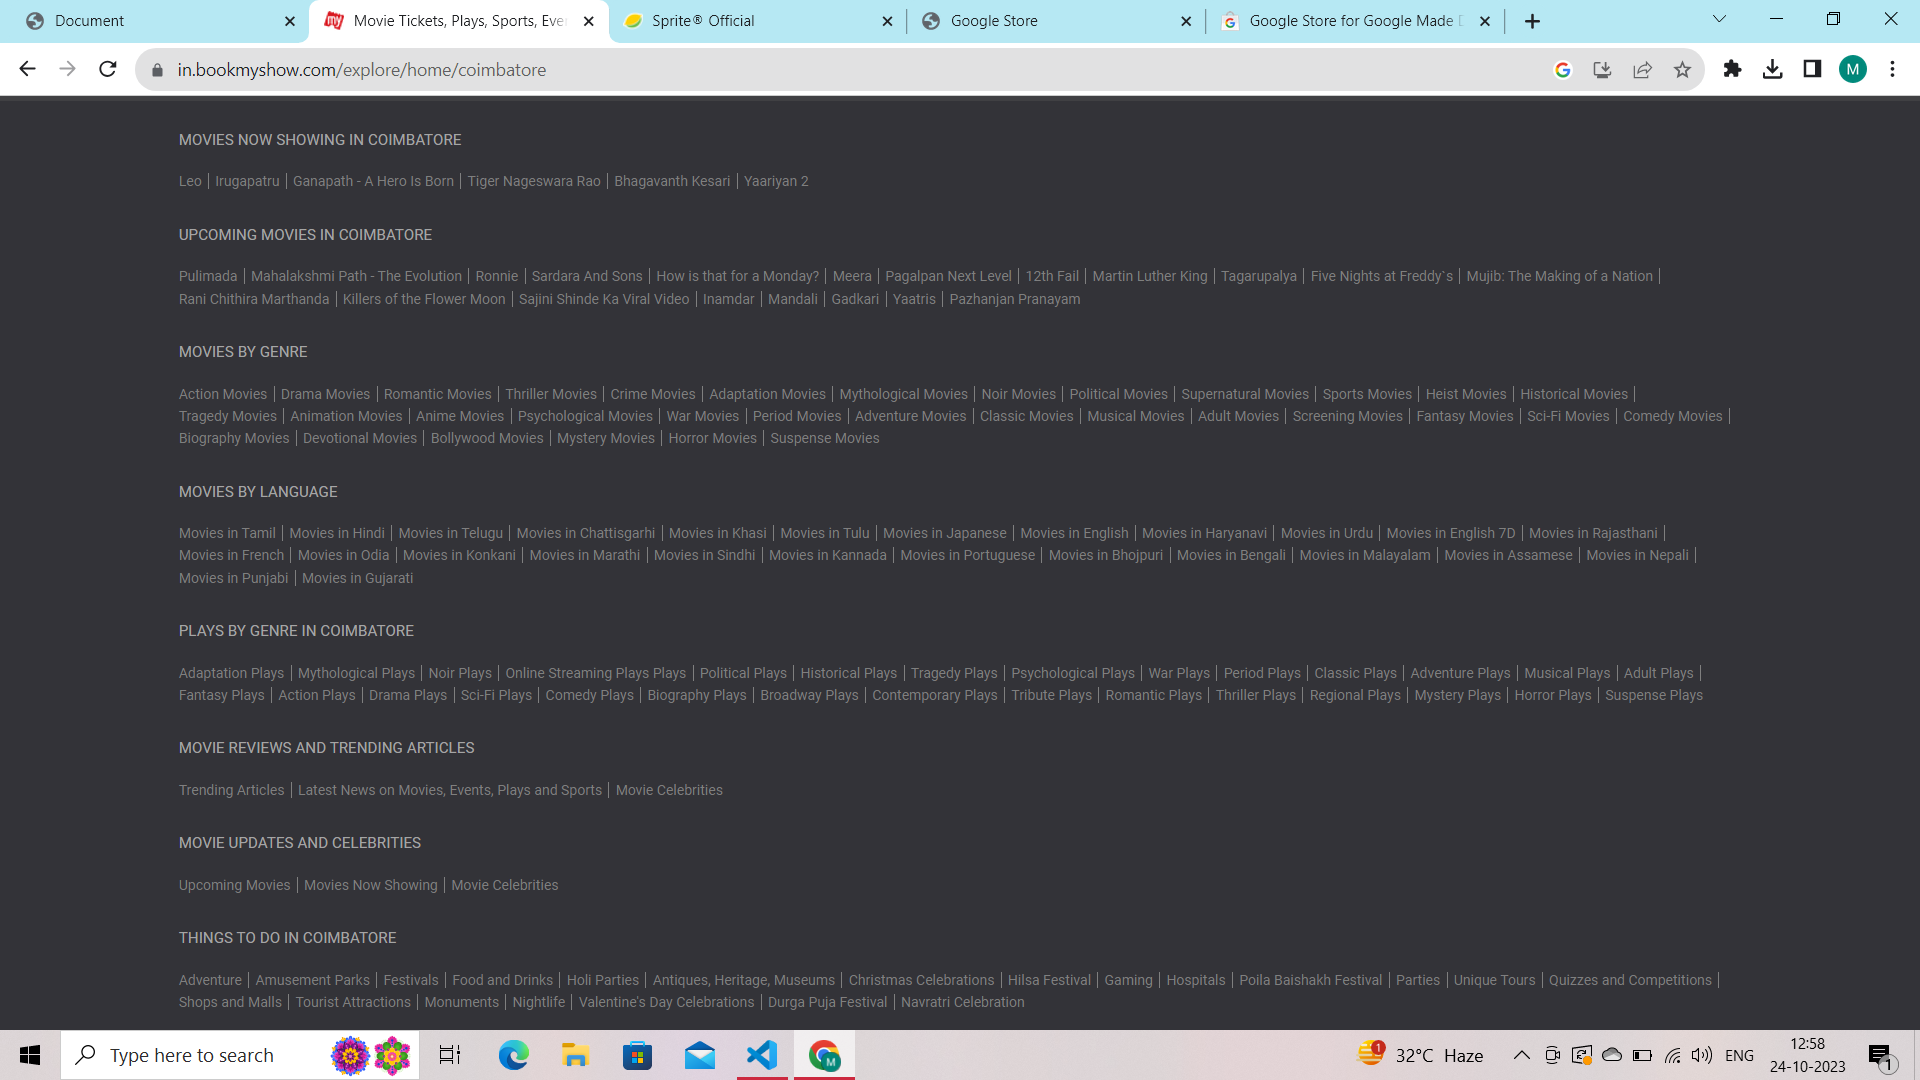 Document
Movie Tickets, Plays, Sports, Eve
Sprite® Official
Google Store
Google Store for Google Made D
in.bookmyshow.com/explore/home/coimbatore
M
MOVIES NOW SHOWING IN COIMBATORE
Leo | Irugapatru | Ganapath - A Hero Is Born | Tiger Nageswara Rao | Bhagavanth Kesari | Yaariyan 2
UPCOMING MOVIES IN COIMBATORE
Pulimada | Mahalakshmi Path - The Evolution | Ronnie | Sardara And Sons | How is that for a Monday? | Meera | Pagalpan Next Level | 12th Fail | Martin Luther King | Tagarupalya | Five Nights at Freddy`s | Mujib: The Making of a Nation |
Rani Chithira Marthanda | Killers of the Flower Moon | Sajini Shinde Ka Viral Video | Inamdar | Mandali | Gadkari | Yaatris | Pazhanjan Pranayam
MOVIES BY GENRE
Action Movies | Drama Movies | Romantic Movies | Thriller Movies | Crime Movies | Adaptation Movies | Mythological Movies | Noir Movies | Political Movies | Supernatural Movies | Sports Movies | Heist Movies | Historical Movies |
Tragedy Movies | Animation Movies | Anime Movies | Psychological Movies | War Movies | Period Movies | Adventure Movies | Classic Movies | Musical Movies | Adult Movies | Screening Movies | Fantasy Movies | Sci-Fi Movies | Comedy Movies |
Biography Movies | Devotional Movies | Bollywood Movies | Mystery Movies | Horror Movies | Suspense Movies
MOVIES BY LANGUAGE
Movies in Tamil | Movies in Hindi | Movies in Telugu | Movies in Chattisgarhi | Movies in Khasi | Movies in Tulu | Movies in Japanese | Movies in English | Movies in Haryanavi | Movies in Urdu | Movies in English 7D | Movies in Rajasthani |
Movies in French | Movies in Odia | Movies in Konkani | Movies in Marathi | Movies in Sindhi | Movies in Kannada | Movies in Portuguese | Movies in Bhojpuri | Movies in Bengali | Movies in Malayalam | Movies in Assamese | Movies in Nepali |
Movies in Punjabi | Movies in Gujarati
PLAYS BY GENRE IN COIMBATORE
Adaptation Plays | Mythological Plays | Noir Plays | Online Streaming Plays Plays | Political Plays | Historical Plays | Tragedy Plays | Psychological Plays | War Plays | Period Plays | Classic Plays | Adventure Plays | Musical Plays | Adult Plays |
Fantasy Plays | Action Plays | Drama Plays | Sci-Fi Plays | Comedy Plays | Biography Plays | Broadway Plays | Contemporary Plays | Tribute Plays | Romantic Plays | Thriller Plays | Regional Plays | Mystery Plays | Horror Plays | Suspense Plays
MOVIE REVIEWS AND TRENDING ARTICLES
Trending Articles | Latest News on Movies, Events, Plays and Sports | Movie Celebrities
MOVIE UPDATES AND CELEBRITIES
Upcoming Movies | Movies Now Showing | Movie Celebrities
THINGS TO DO IN COIMBATORE
Adventure | Amusement Parks | Festivals | Food and Drinks | Holi Parties | Antiques, Heritage, Museums | Christmas Celebrations | Hilsa Festival | Gaming | Hospitals | Poila Baishakh Festival | Parties | Unique Tours | Quizzes and Competitions |
Shops and Malls | Tourist Attractions | Monuments | Nightlife | Valentine's Day Celebrations | Durga Puja Festival | Navratri Celebration
Type here to search
M
1
32°C Haze
ENG
12:58
24-10-2023
1